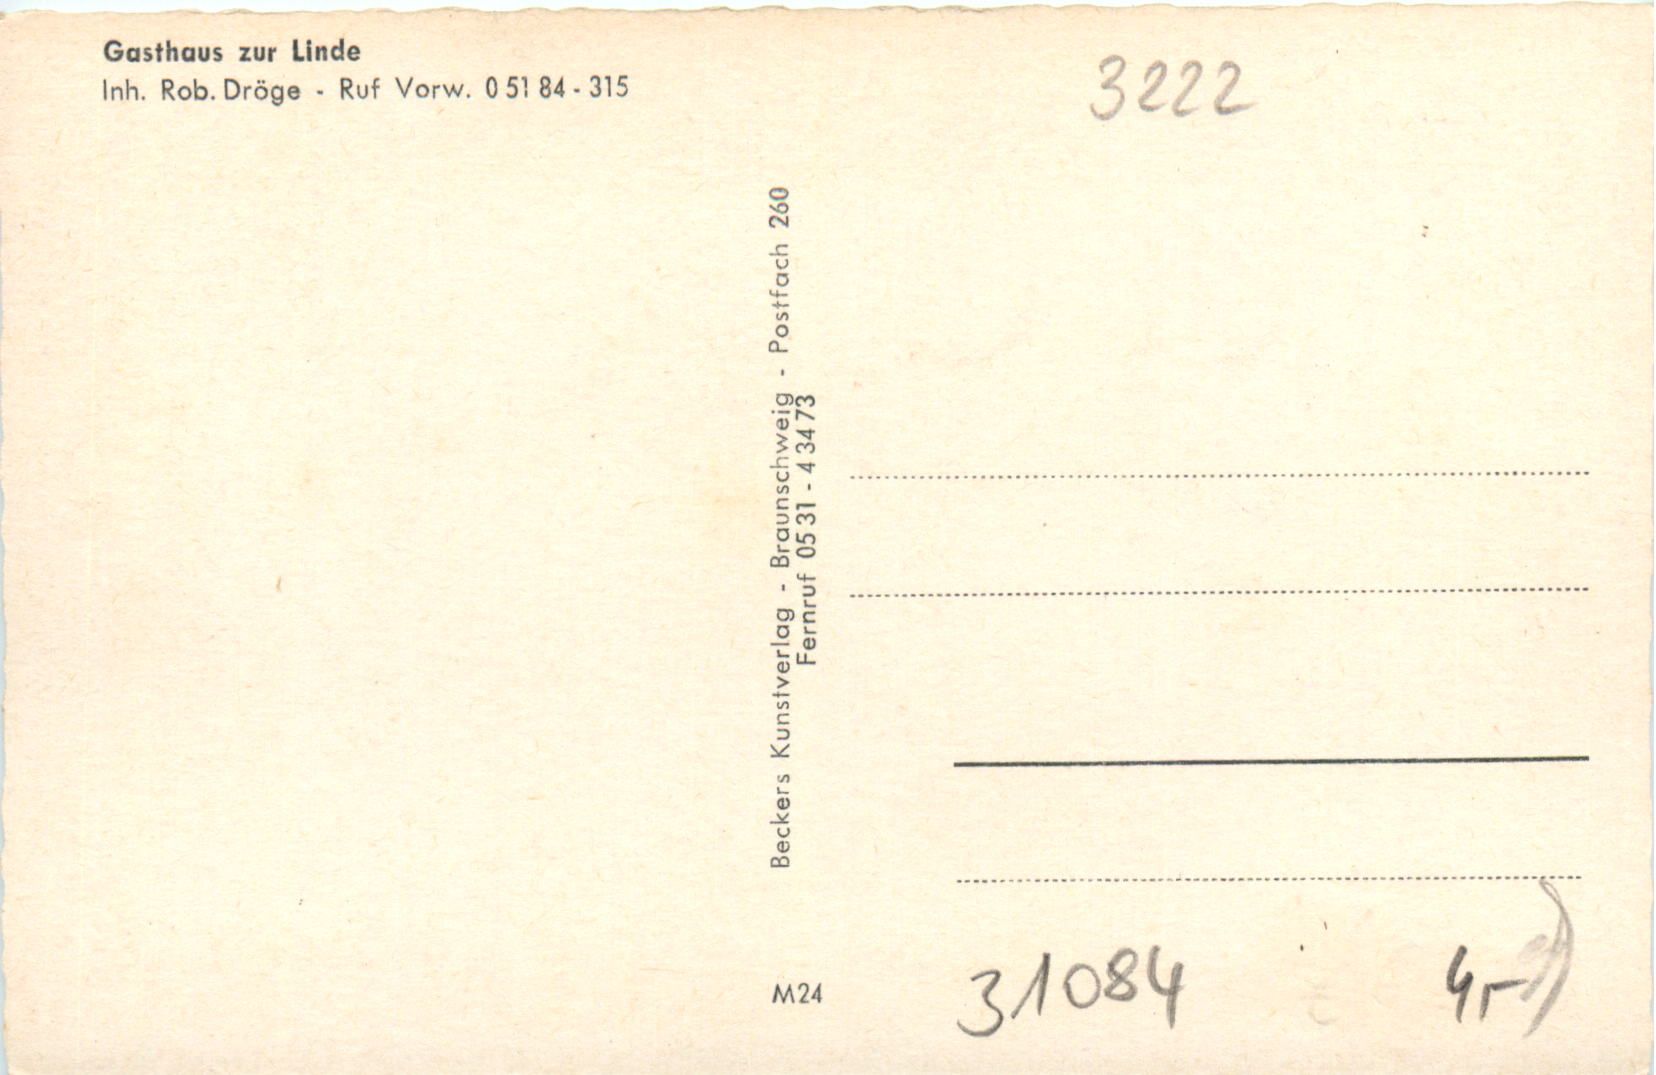 Gasthaus zur Linde
Inh. Rob. Dröge - Ruf Vorw. 0 51 84 - 315
3222
Beckers Kunstverlag - Braunschweig - Postfach 260
Fernruf 05 31 - 4 34 73
M24
31084
4,-